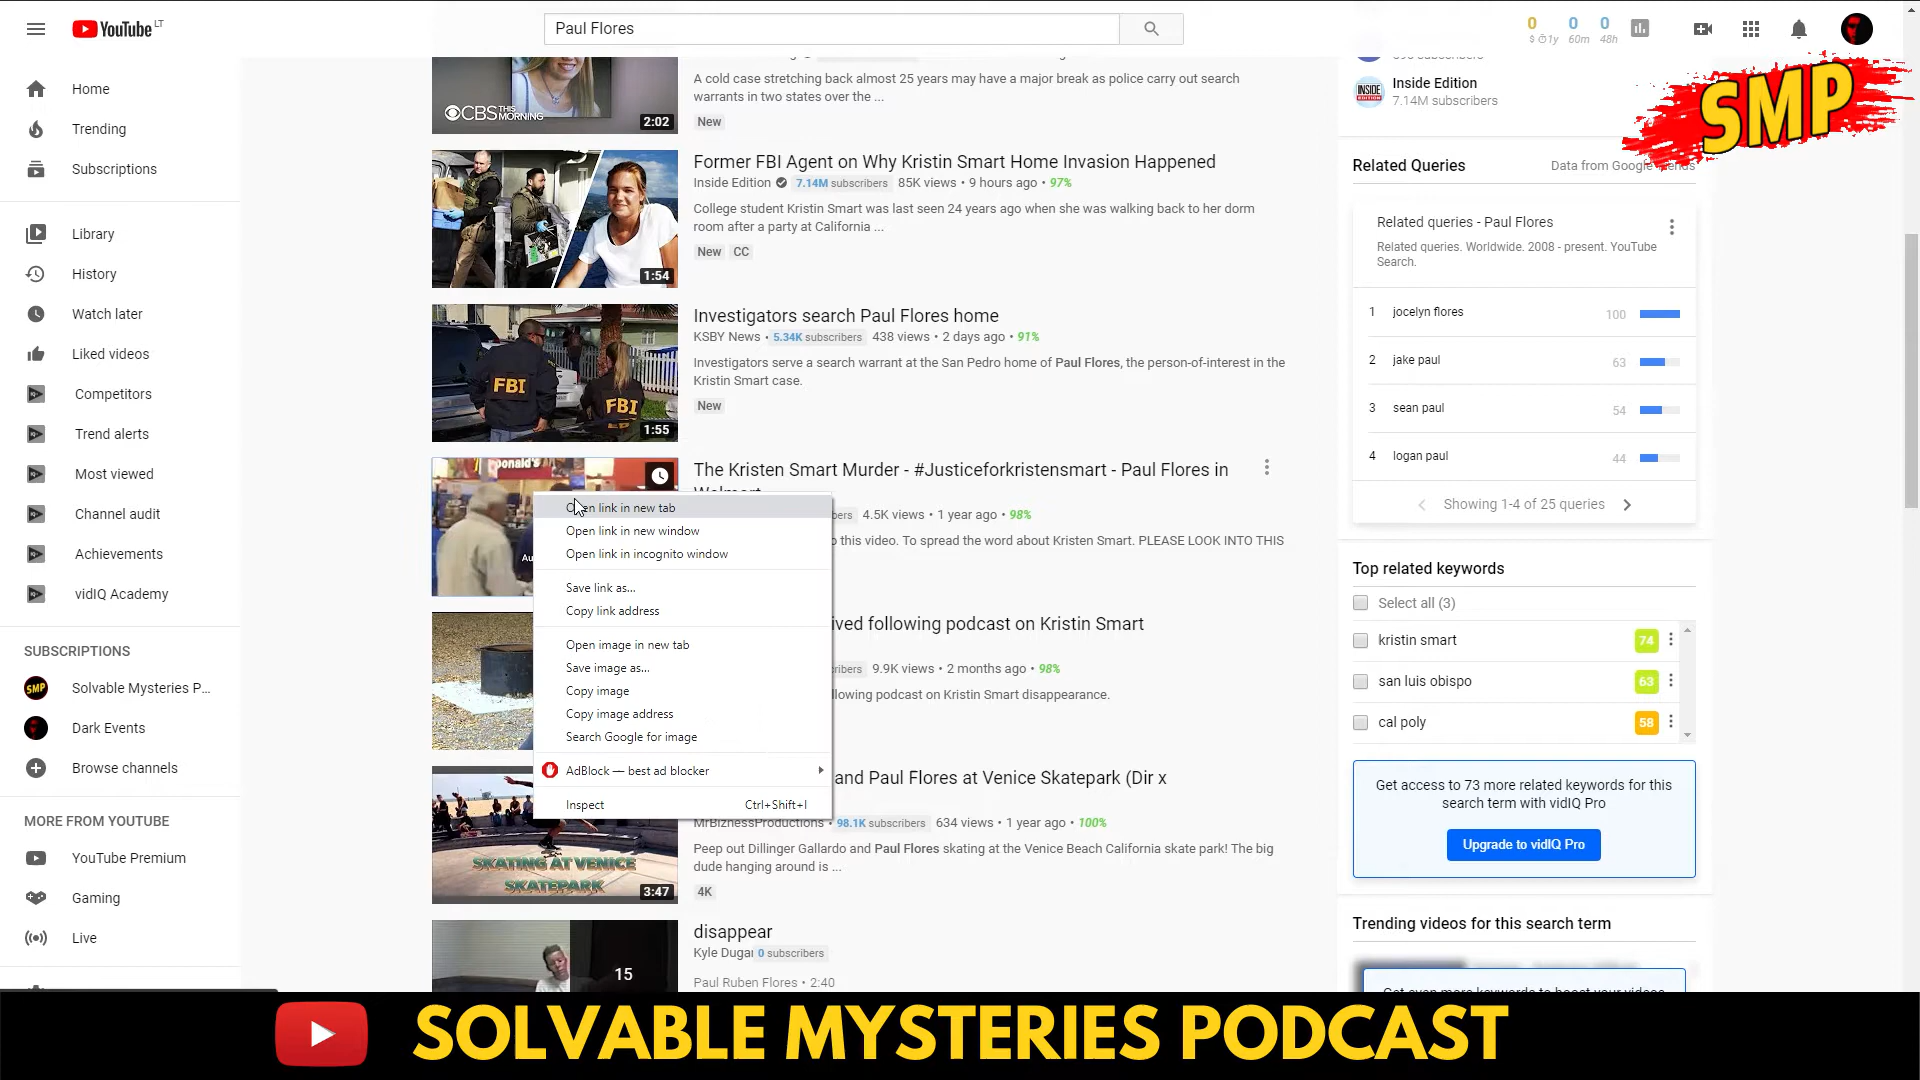 YouTube LT
Paul Flores
0 0 0
$ 1y 60m 48h
Home
Trending
Subscriptions
Library
History
Watch later
Liked videos
Competitors
Trend alerts
Most viewed
Channel audit
Achievements
vidIQ Academy
SUBSCRIPTIONS
Solvable Mysteries P...
Dark Events
Browse channels
MORE FROM YOUTUBE
YouTube Premium
Gaming
Live
CBS THIS MORNING
2:02
A cold case stretching back almost 25 years may have a major break as police carry out search
warrants in two states over the ...
New
1:54
Former FBI Agent on Why Kristin Smart Home Invasion Happened
Inside Edition 7.14M subscribers 85K views • 9 hours ago • 97%
College student Kristin Smart was last seen 24 years ago when she was walking back to her dorm
room after a party at California ...
New CC
FBI FBI
1:55
Investigators search Paul Flores home
KSBY News • 5.34K subscribers 438 views • 2 days ago • 91%
Investigators serve a search warrant at the San Pedro home of Paul Flores, the person-of-interest in the
Kristin Smart case.
New
The Kristen Smart Murder - #Justiceforkristensmart - Paul Flores in
Walmart
4.5K views • 1 year ago • 98%
this video. To spread the word about Kristen Smart. PLEASE LOOK INTO THIS
Open link in new tab
Open link in new window
Open link in incognito window
Save link as...
Copy link address
Open image in new tab
Save image as...
Copy image
Copy image address
Search Google for image
AdBlock — best ad blocker
Inspect Ctrl+Shift+I
following podcast on Kristin Smart
9.9K views • 2 months ago • 98%
podcast on Kristin Smart disappearance.
SKATING AT VENICE
SKATEPARK
3:47
and Paul Flores at Venice Skatepark (Dir x
MrBiznessProductions • 98.1K subscribers 634 views • 1 year ago • 100%
Peep out Dillinger Gallardo and Paul Flores skating at the Venice Beach California skate park! The big
dude hanging around is ...
4K
15
disappear
Kyle Dugar 0 subscribers
Paul Ruben Flores • 2:40
INSIDE EDITION
Inside Edition
7.14M subscribers
SMP
Related Queries
Data from Google
Related queries - Paul Flores
Related queries. Worldwide. 2008 - present. YouTube
Search.
1 jocelyn flores 100
2 jake paul 63
3 sean paul 54
4 logan paul 44
Showing 1-4 of 25 queries
Top related keywords
Select all (3)
kristin smart 74
san luis obispo 63
cal poly 58
Get access to 73 more related keywords for this
search term with vidIQ Pro
Upgrade to vidIQ Pro
Trending videos for this search term
SOLVABLE MYSTERIES PODCAST